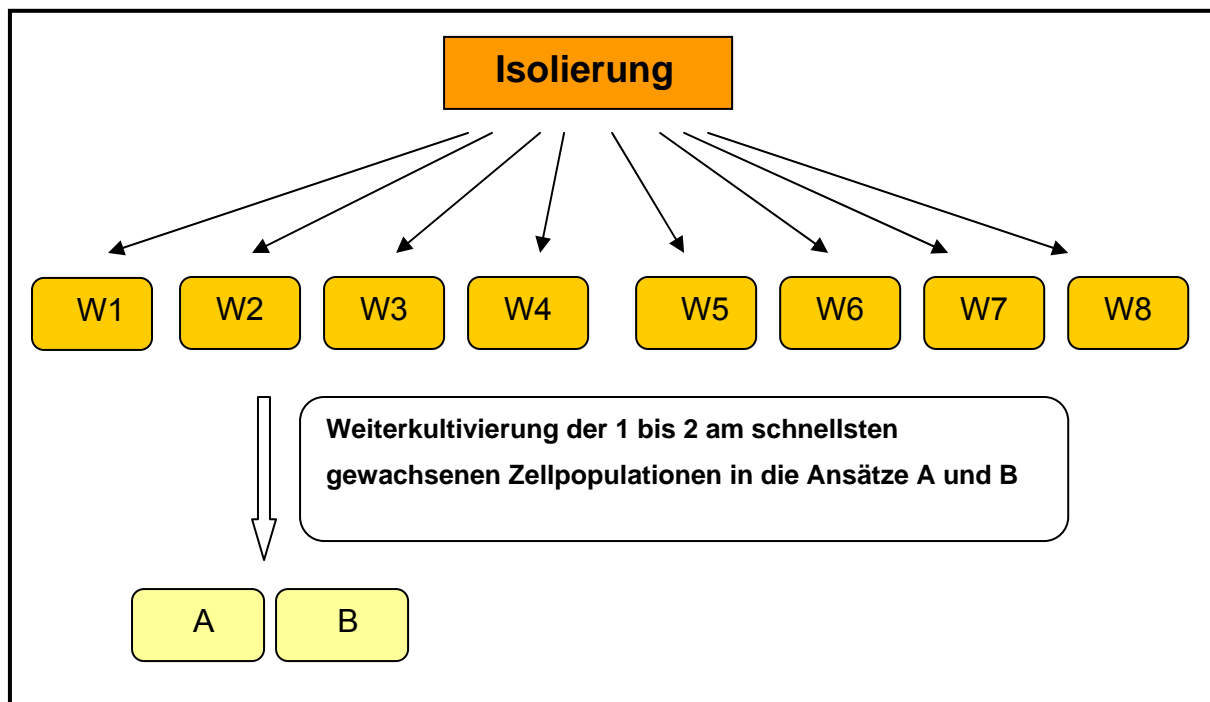 Isolierung
W1 W2 W3 W4 W5 W6 W7 W8
Weiterkultivierung der 1 bis 2 am schnellsten
gewachsenen Zellpopulationen in die Ansätze A und B
A B